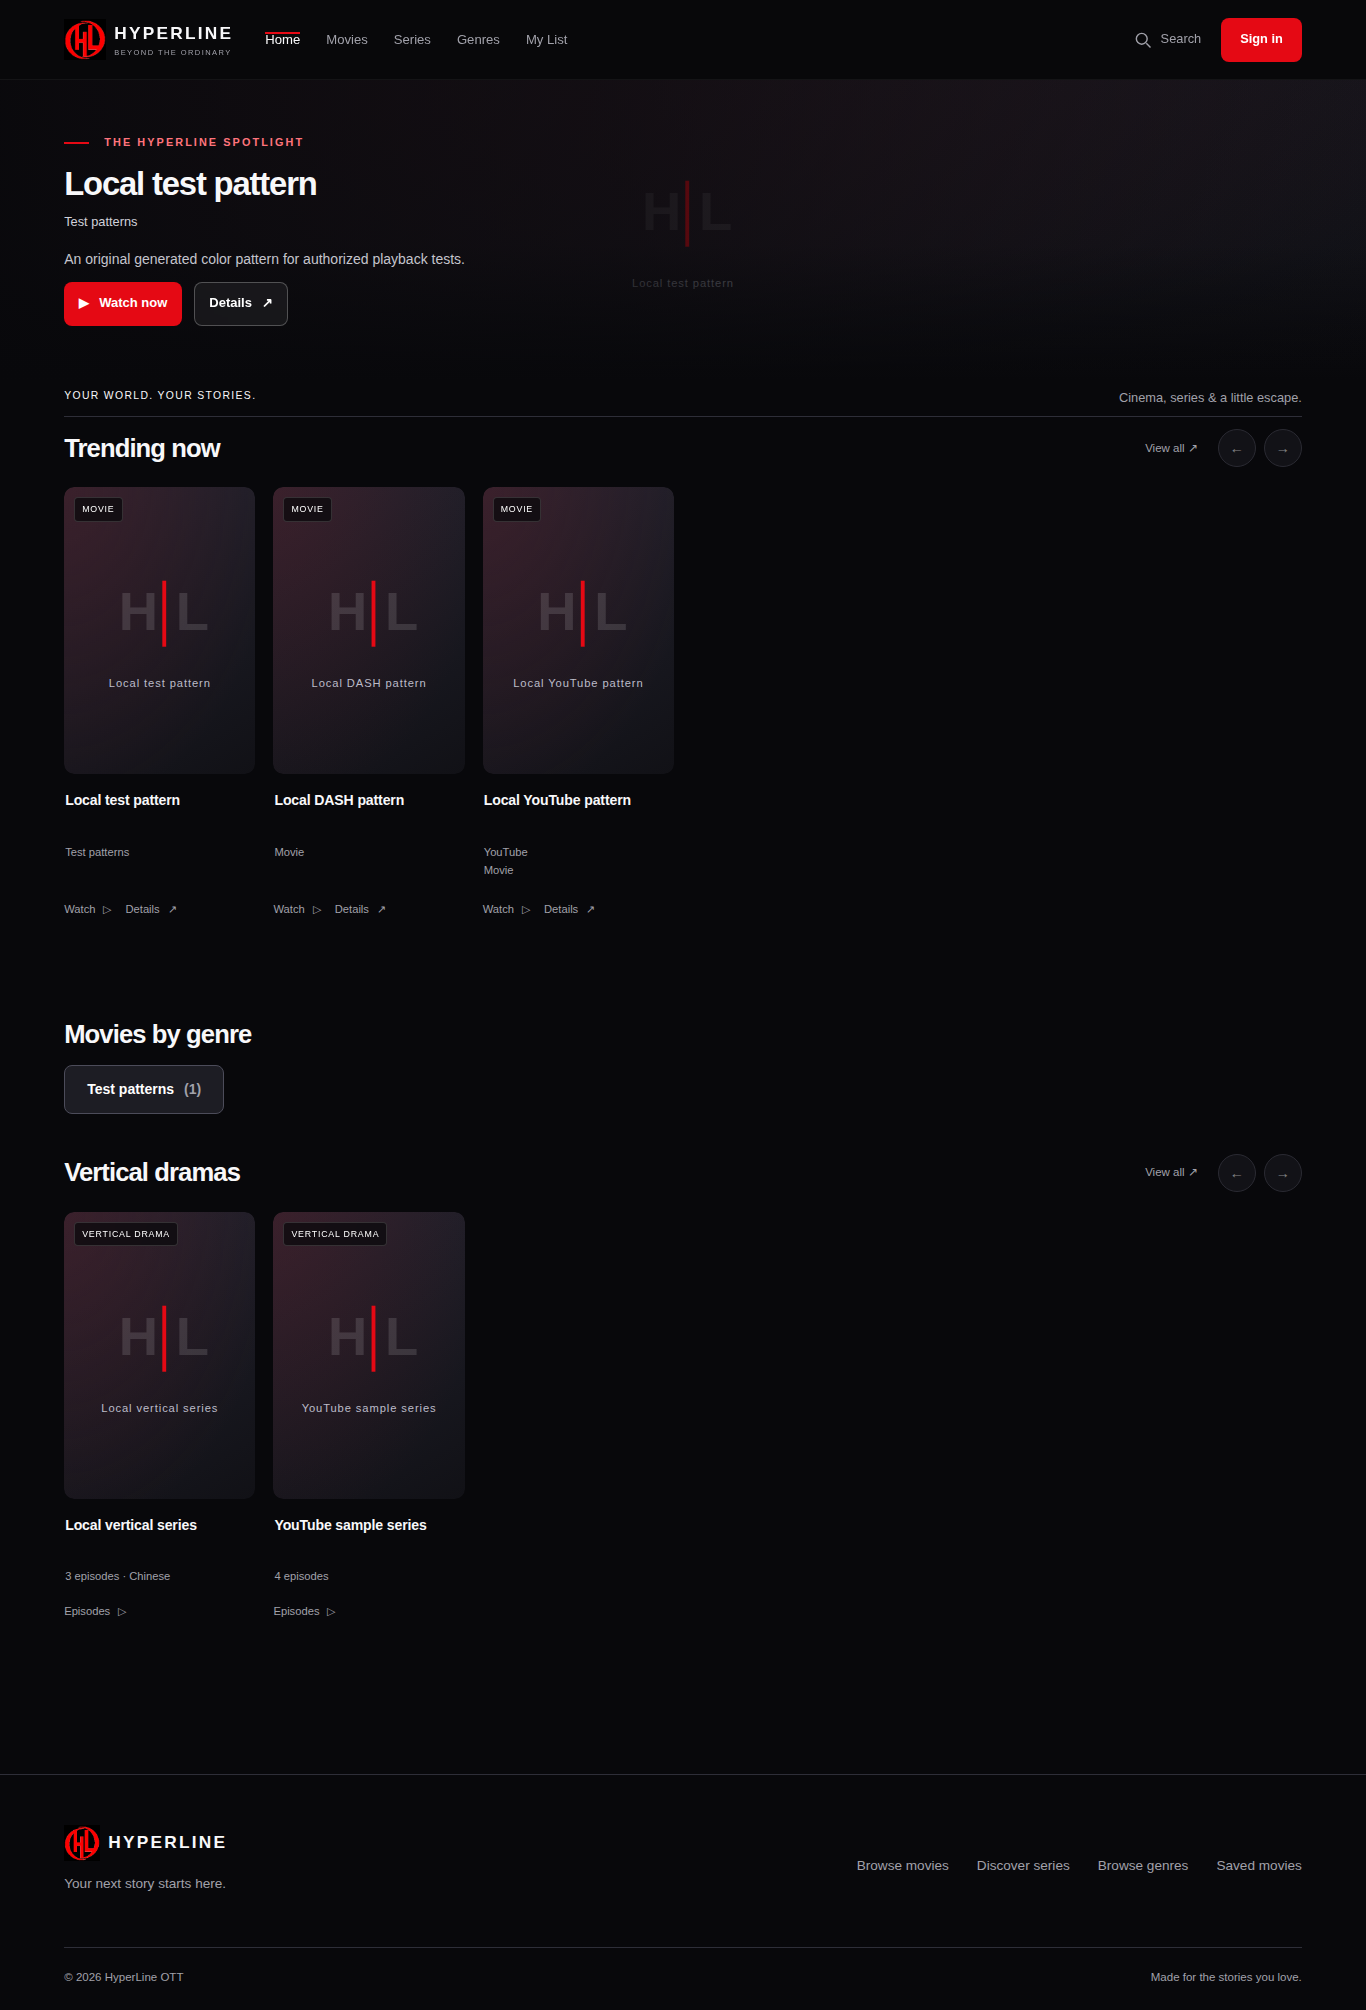 HYPERLINE
BEYOND THE ORDINARY
Home Movies Series Genres My List
Search
Sign in
THE HYPERLINE SPOTLIGHT
Local test pattern
Test patterns
An original generated color pattern for authorized playback tests.
▶ Watch now
Details ↗
H|L
Local test pattern
YOUR WORLD. YOUR STORIES.
Cinema, series & a little escape.
Trending now
View all ↗ ← →
MOVIE MOVIE MOVIE
H|L H|L H|L
Local test pattern Local DASH pattern Local YouTube pattern
Local test pattern Local DASH pattern Local YouTube pattern
Test patterns Movie YouTube
Movie
Watch ▷ Details ↗ Watch ▷ Details ↗ Watch ▷ Details ↗
Movies by genre
Test patterns (1)
Vertical dramas
View all ↗ ← →
VERTICAL DRAMA VERTICAL DRAMA
H|L H|L
Local vertical series YouTube sample series
Local vertical series YouTube sample series
3 episodes · Chinese 4 episodes
Episodes ▷ Episodes ▷
HYPERLINE
Your next story starts here.
Browse movies Discover series Browse genres Saved movies
© 2026 HyperLine OTT
Made for the stories you love.